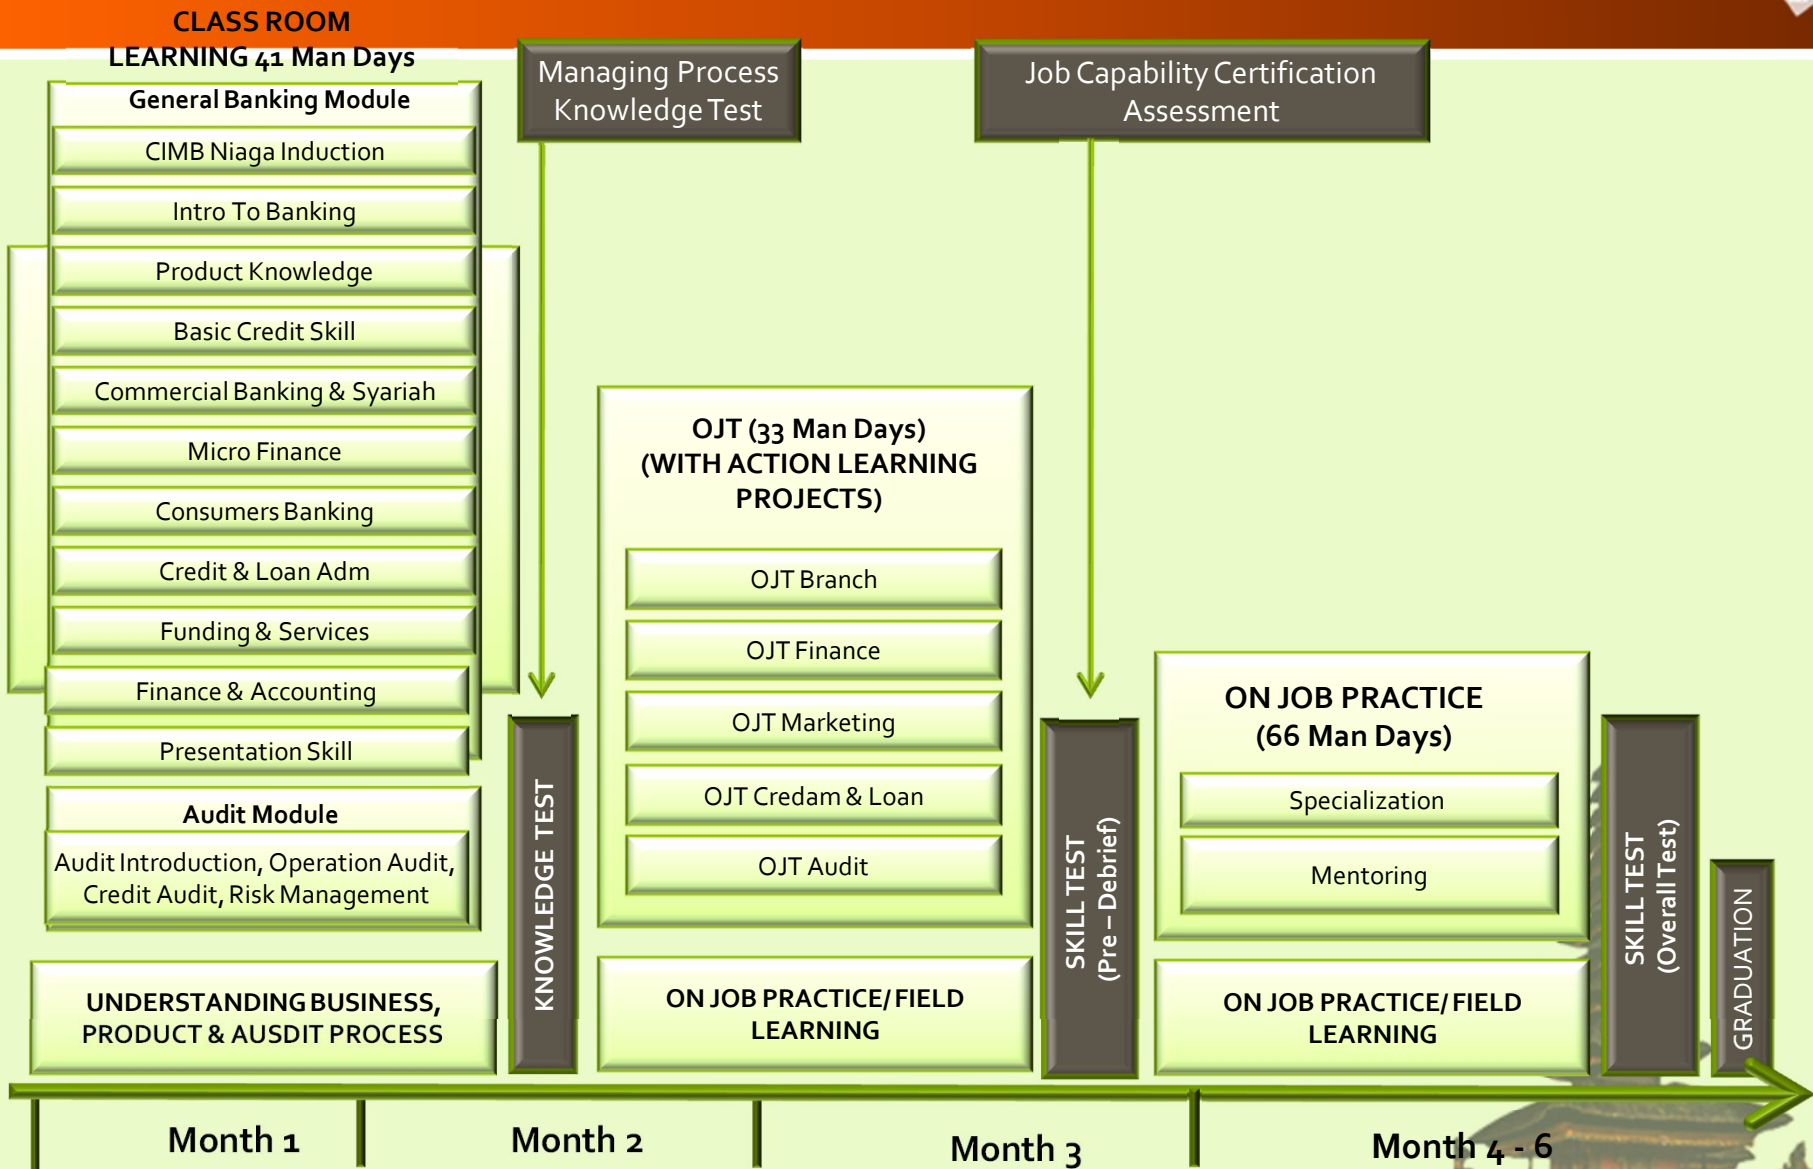 CLASS ROOM
LEARNING 41 Man Days
General Banking Module
CIMB Niaga Induction
Intro To Banking
Product Knowledge
Basic Credit Skill
Commercial Banking & Syariah
Micro Finance
Consumers Banking
Credit & Loan Adm
Funding & Services
Finance & Accounting
Presentation Skill
Audit Module
Audit Introduction, Operation Audit,
Credit Audit, Risk Management
UNDERSTANDING BUSINESS,
PRODUCT & AUSDIT PROCESS
Managing Process
Knowledge Test
KNOWLEDGE TEST
OJT (33 Man Days)
(WITH ACTION LEARNING
PROJECTS)
OJT Branch
OJT Finance
OJT Marketing
OJT Credam & Loan
OJT Audit
ON JOB PRACTICE/ FIELD
LEARNING
Job Capability Certification
Assessment
SKILL TEST
(Pre – Debrief)
ON JOB PRACTICE
(66 Man Days)
Specialization
Mentoring
ON JOB PRACTICE/ FIELD
LEARNING
SKILL TEST
(Overall Test)
GRADUATION
Month 1
Month 2
Month 3
Month 4 - 6